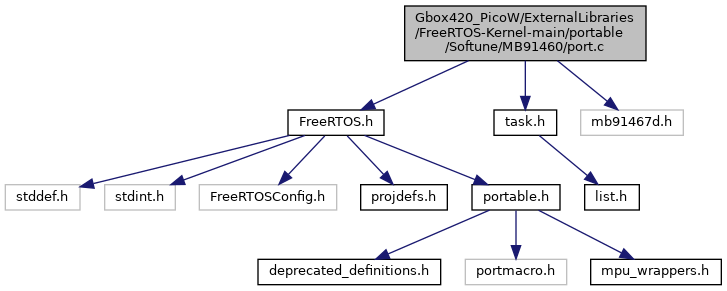 Gbox420_PicoW/ExternalLibraries
/FreeRTOS-Kernel-main/portable
/Softune/MB91460/port.c
FreeRTOS.h
task.h
mb91467d.h
stddef.h
stdint.h
FreeRTOSConfig.h
projdefs.h
portable.h
list.h
deprecated_definitions.h
portmacro.h
mpu_wrappers.h